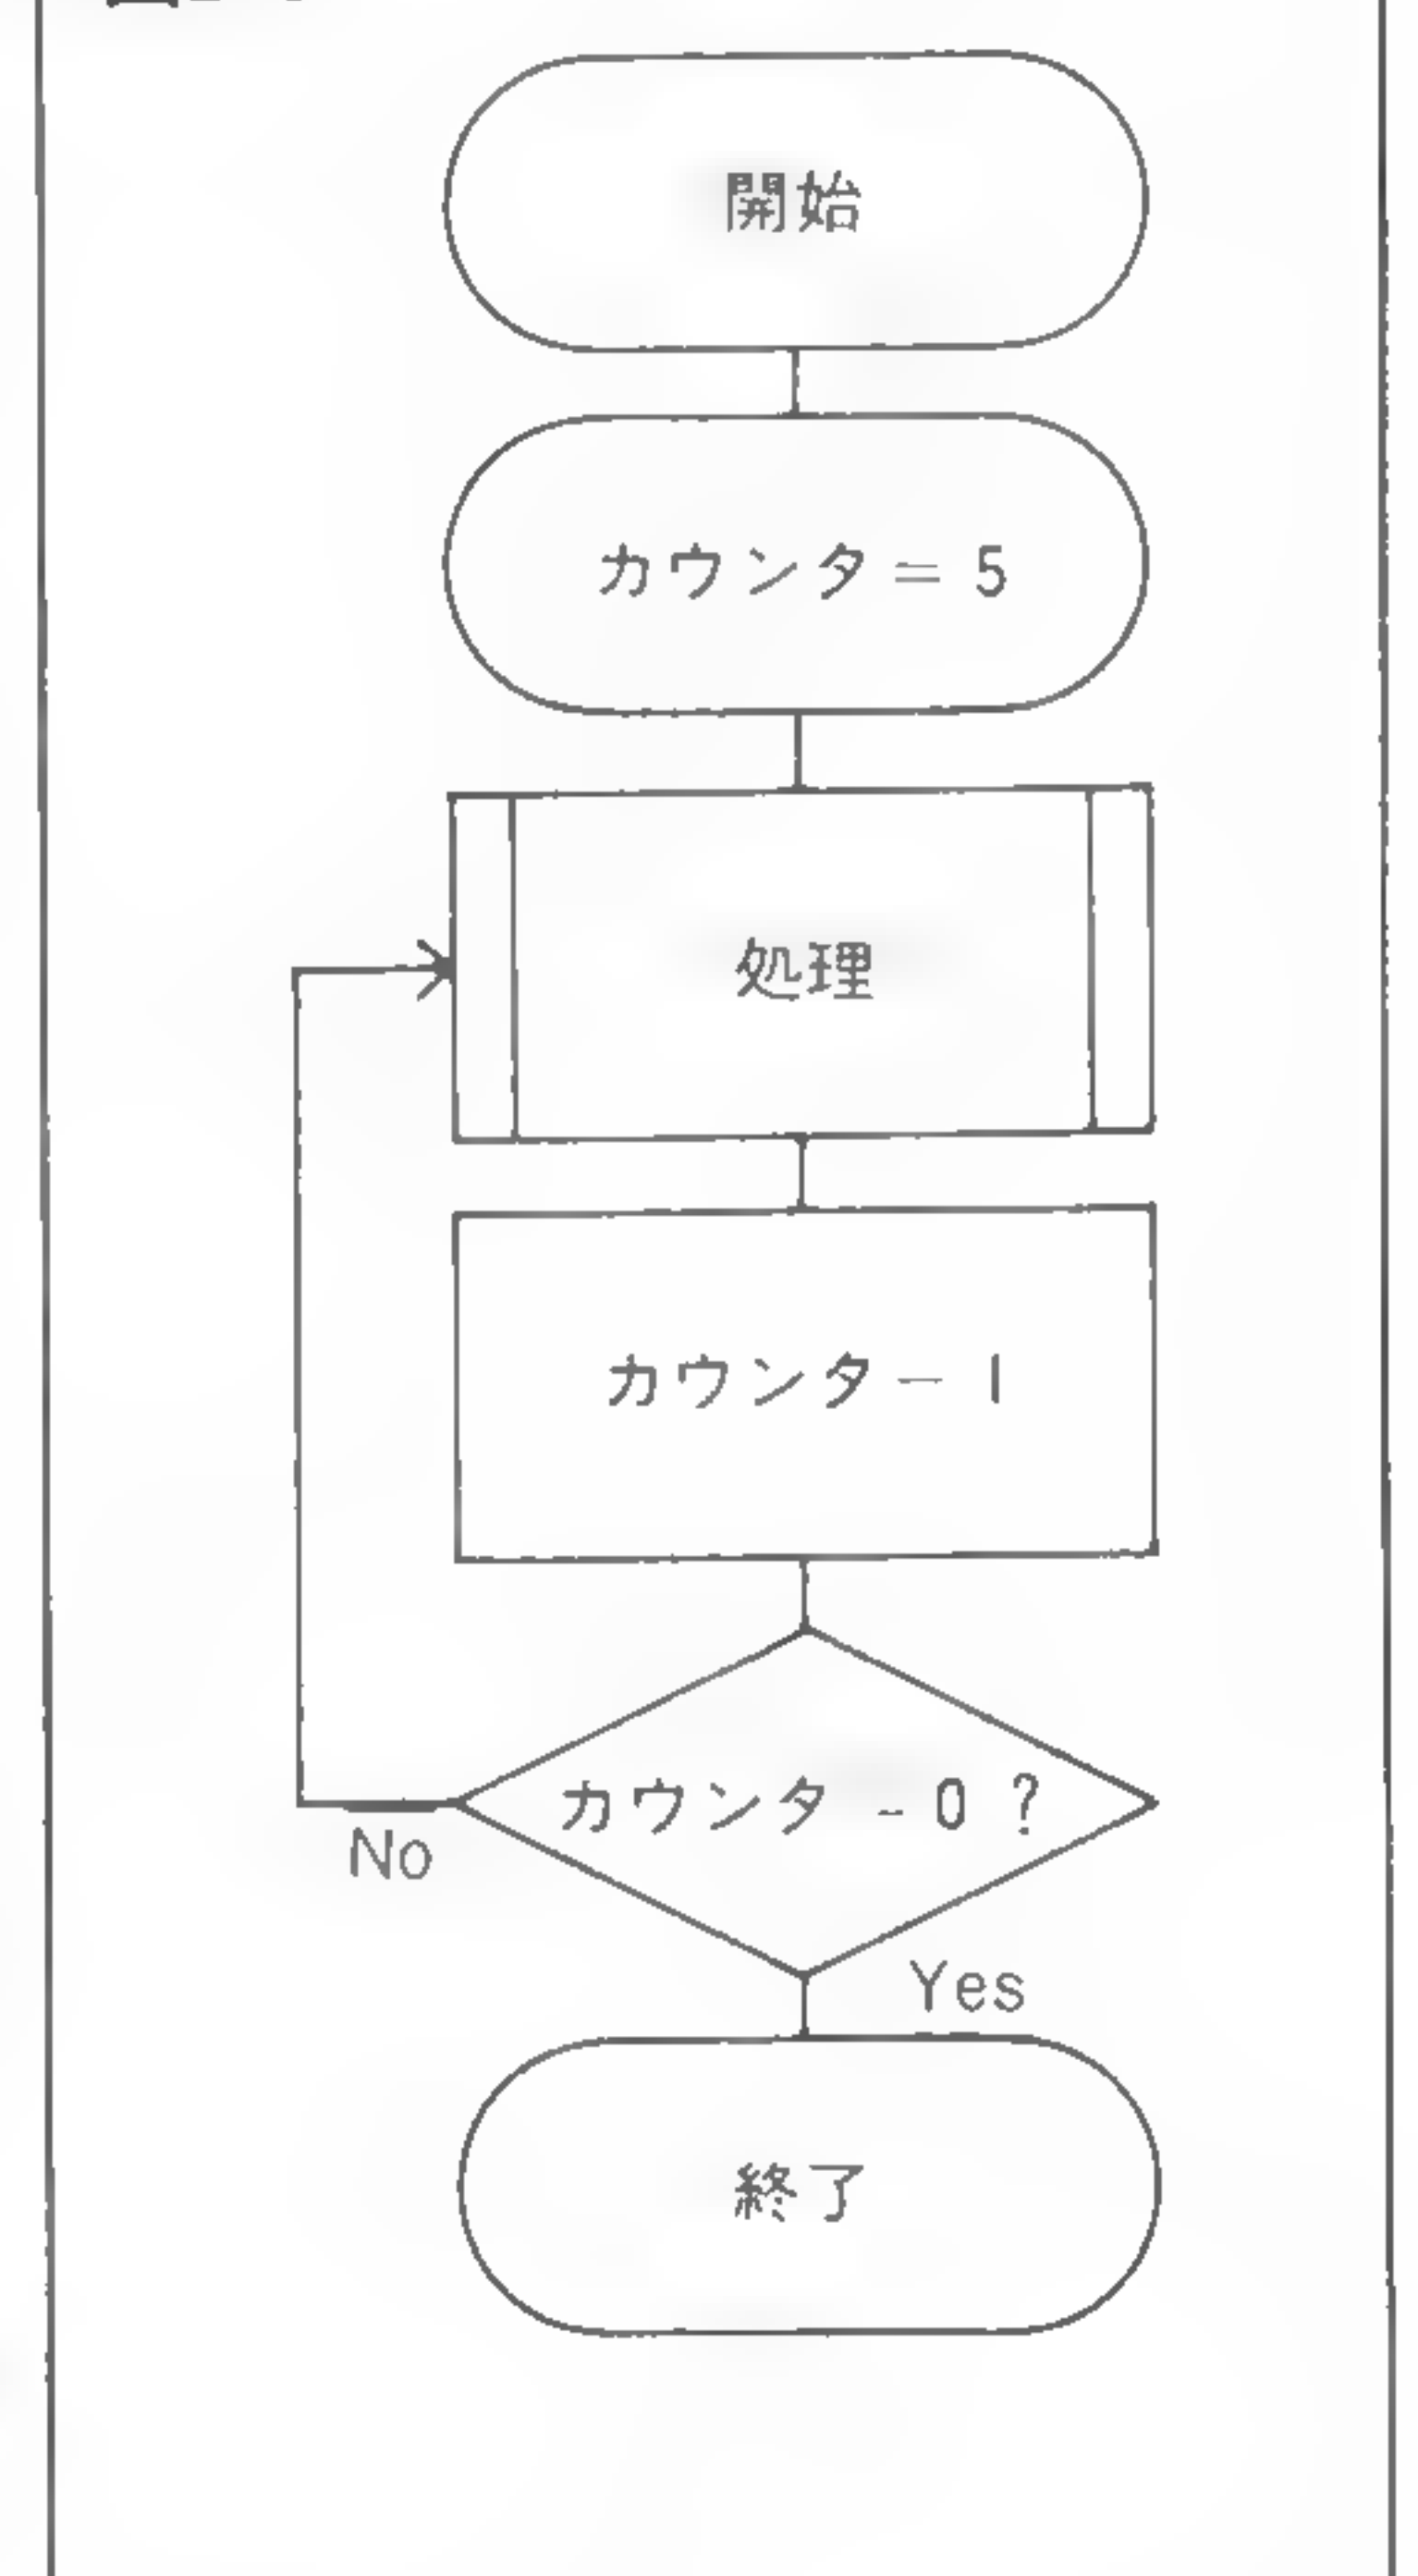 開始
カウンタ = 5
処理
カウンタ − 1
カウンタ - 0 ?
No
Yes
終了